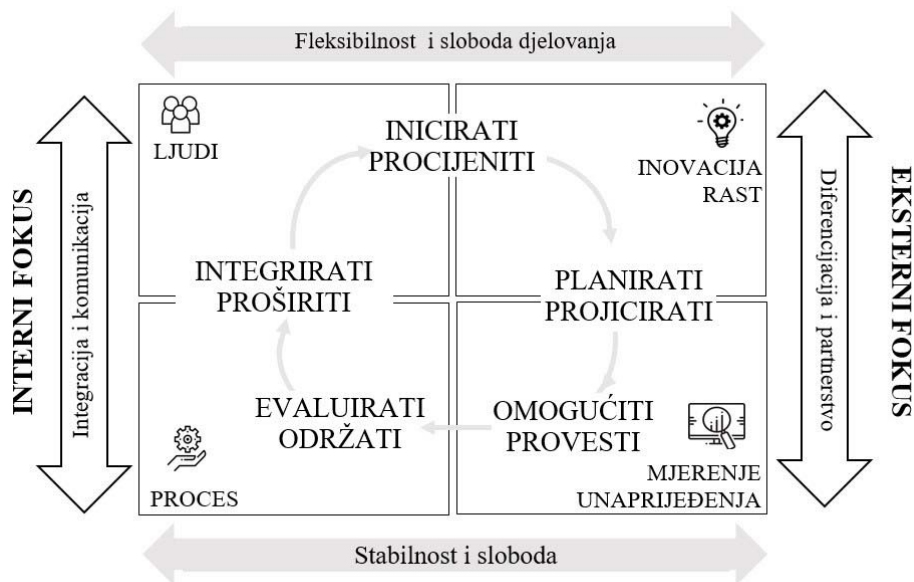 Fleksibilnost i sloboda djelovanja
INTERNI FOKUS
Integracija i komunikacija
LJUDI
INICIRATI
PROCIJENITI
INOVACIJA
RAST
INTEGRIRATI
PROŠIRITI
PLANIRATI
PROJICIRATI
EVALUIRATI
ODRŽATI
OMOGUĆITI
PROVESTI
PROCES
MJERENJE
UNAPRIJEĐENJA
Diferencijacija i partnerstvo
EKSTERNI FOKUS
Stabilnost i sloboda